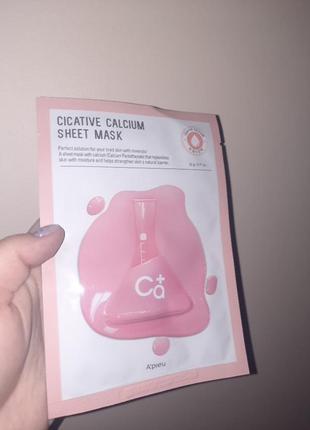 CICATIVE CALCIUM
SHEET MASK
Perfect solution for your tired skin with minerals!
A sheet mask with calcium (Calcium Pantothenate) that replenishes
skin with moisture and helps strengthen skin's natural barrier.
Ca+
A'pieu